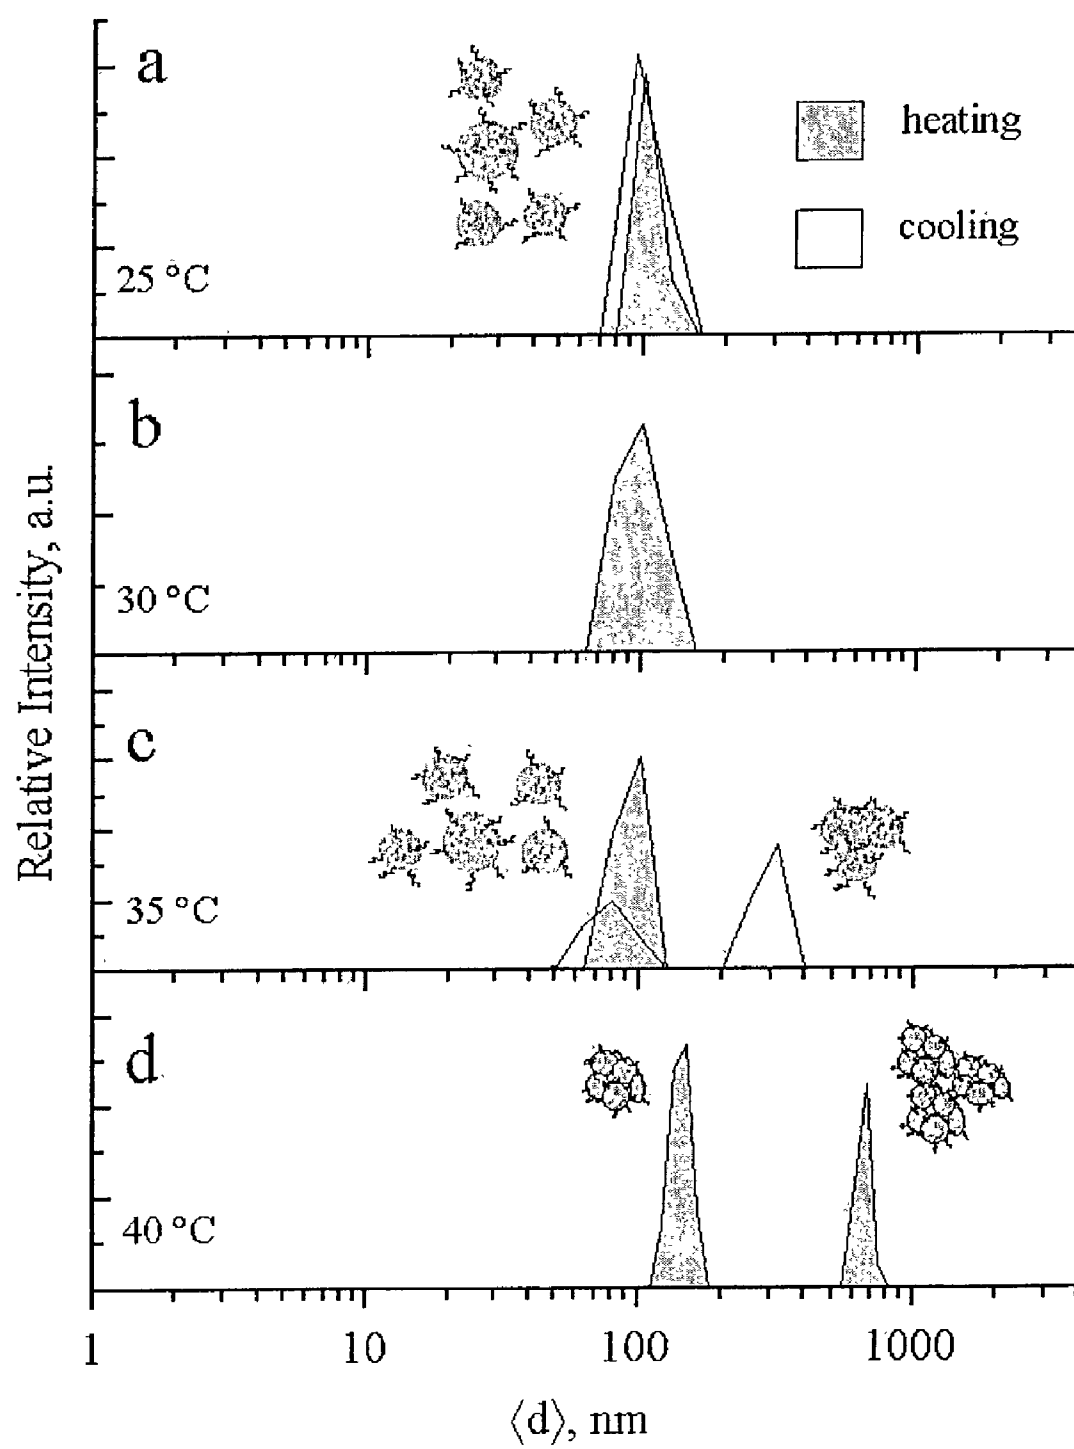 a
heating
cooling
25 °C
b
30 °C
Relative Intensity, a.u.
c
35 °C
d
40 °C
1 10 100 1000
⟨d⟩, nm